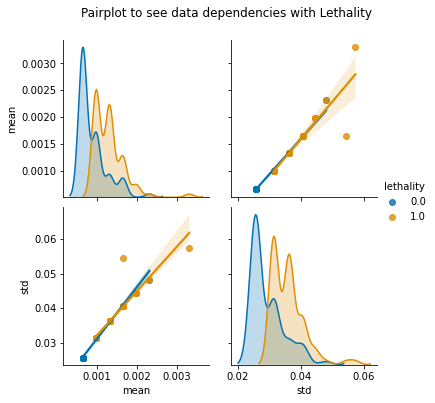 Pairplot to see data dependencies with Lethality
0.0030
0.0025
0.0020
0.0015
0.0010
mean
lethality
0.0
1.0
0.06
0.05
0.04
0.03
std
0.001 0.002 0.003
mean
0.02 0.04 0.06
std